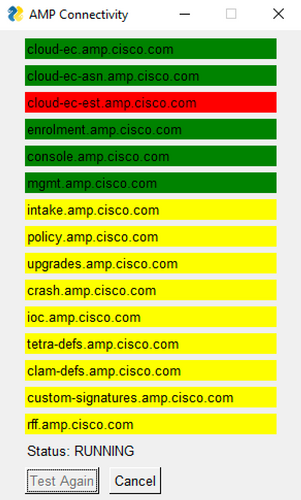 AMP Connectivity
cloud-ec.amp.cisco.com
cloud-ec-asn.amp.cisco.com
cloud-ec-est.amp.cisco.com
enrolment.amp.cisco.com
console.amp.cisco.com
mgmt.amp.cisco.com
intake.amp.cisco.com
policy.amp.cisco.com
upgrades.amp.cisco.com
crash.amp.cisco.com
ioc.amp.cisco.com
tetra-defs.amp.cisco.com
clam-defs.amp.cisco.com
custom-signatures.amp.cisco.com
rff.amp.cisco.com
Status: RUNNING
Test Again Cancel